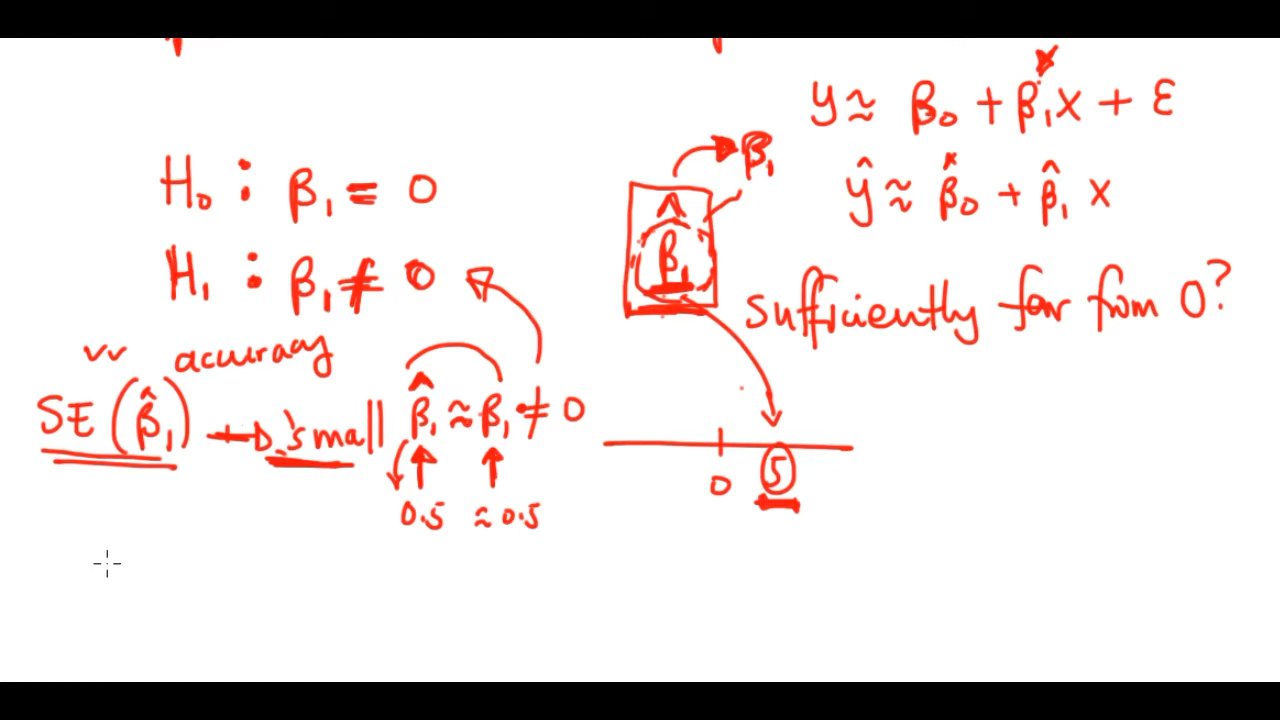 y ≈ β₀ + β₁x + ε
β₁
ŷ ≈ β̂₀ + β̂₁ x
H₀ : β₁ = 0
H₁ : β₁ ≠ 0
β̂₁
sufficiently far from 0?
accuracy
SE (β̂₁) → small
β̂₁ ≈ β₁ ≠ 0
0.5 ≈ 0.5
0 5